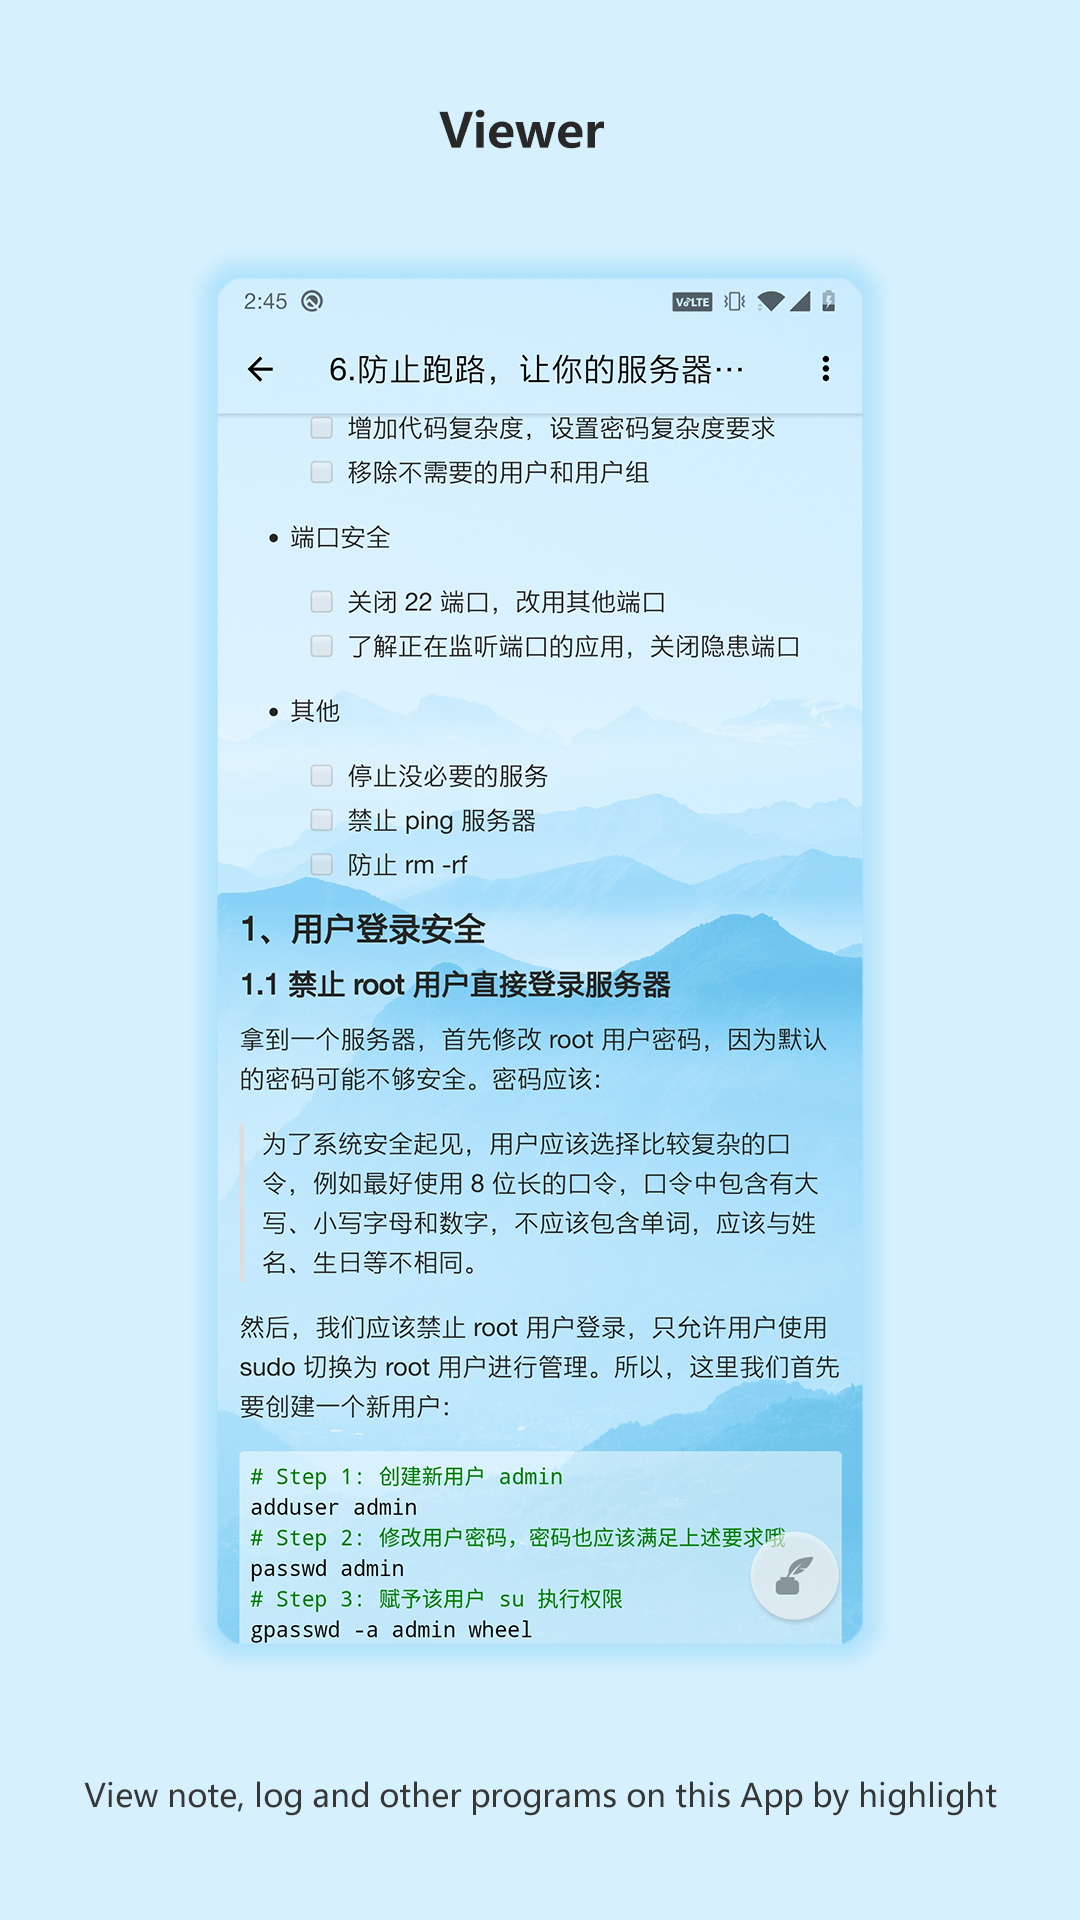 Viewer
2:45
VoLTE
6.防止跑路，让你的服务器…
增加代码复杂度，设置密码复杂度要求
移除不需要的用户和用户组
• 端口安全
关闭 22 端口，改用其他端口
了解正在监听端口的应用，关闭隐患端口
• 其他
停止没必要的服务
禁止 ping 服务器
防止 rm -rf
1、用户登录安全
1.1 禁止 root 用户直接登录服务器
拿到一个服务器，首先修改 root 用户密码，因为默认
的密码可能不够安全。密码应该：
为了系统安全起见，用户应该选择比较复杂的口
令，例如最好使用 8 位长的口令，口令中包含有大
写、小写字母和数字，不应该包含单词，应该与姓
名、生日等不相同。
然后，我们应该禁止 root 用户登录，只允许用户使用
sudo 切换为 root 用户进行管理。所以，这里我们首先
要创建一个新用户：
# Step 1: 创建新用户 admin
adduser admin
# Step 2: 修改用户密码，密码也应该满足上述要求哦
passwd admin
# Step 3: 赋予该用户 su 执行权限
gpasswd -a admin wheel
View note, log and other programs on this App by highlight